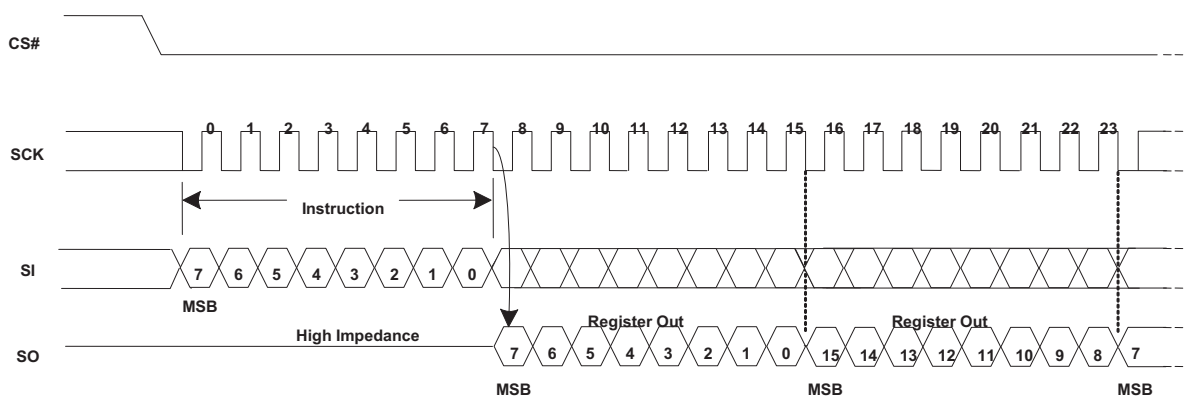 CS#
0 1 2 3 4 5 6 7 8 9 10 11 12 13 14 15 16 17 18 19 20 21 22 23
SCK
Instruction
SI
7 6 5 4 3 2 1 0
MSB
High Impedance
Register Out
Register Out
SO
7 6 5 4 3 2 1 0 15 14 13 12 11 10 9 8 7
MSB
MSB
MSB